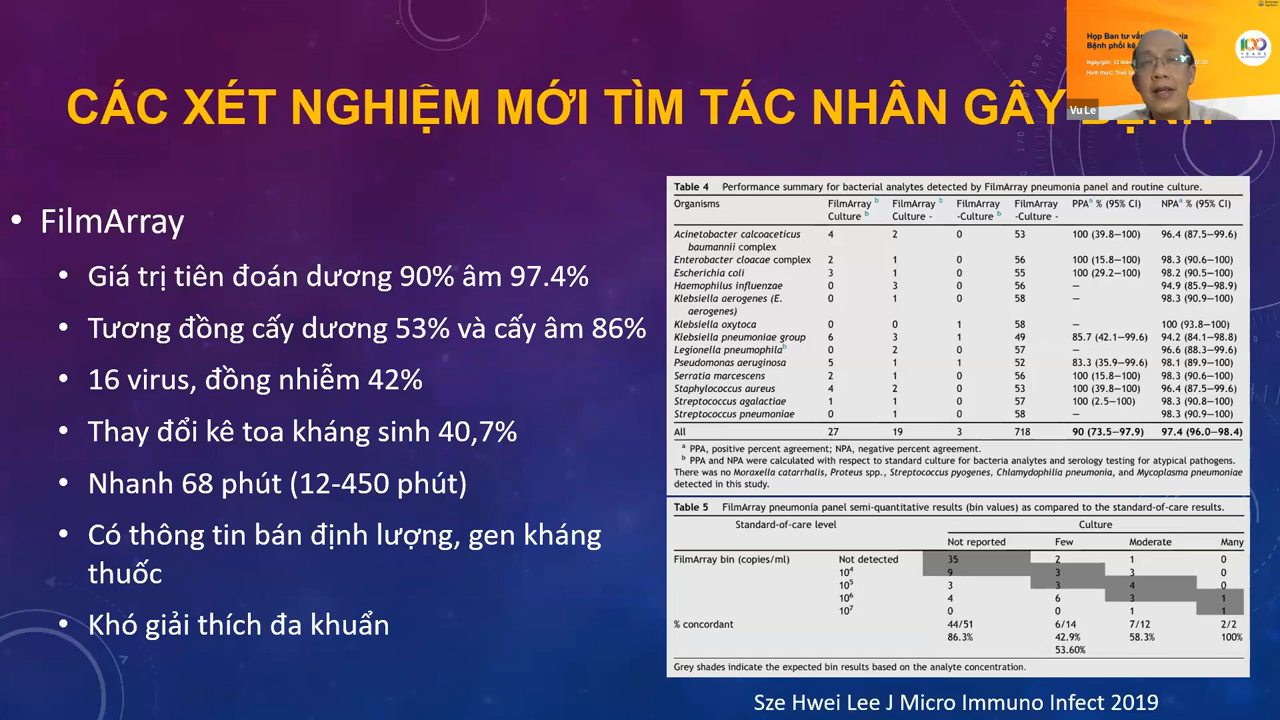 CÁC XÉT NGHIỆM MỚI TÌM TÁC NHÂN GÂY BỆNH
Họp Ban tư vấn
Bệnh phổi kẽ
100
YEARS
Vu Le
• FilmArray
• Giá trị tiên đoán dương 90% âm 97.4%
• Tương đồng cấy dương 53% và cấy âm 86%
• 16 virus, đồng nhiễm 42%
• Thay đổi kê toa kháng sinh 40,7%
• Nhanh 68 phút (12-450 phút)
• Có thông tin bán định lượng, gen kháng
thuốc
• Khó giải thích đa khuẩn
Table 4 Performance summary for bacterial analytes detected by FilmArray pneumonia panel and routine culture.
Organisms FilmArray b FilmArray b FilmArray FilmArray PPAa % (95% CI) NPAa % (95% CI)
Culture b Culture - -Culture b -Culture -
Acinetobacter calcoaceticus 4 2 0 53 100 (39.8–100) 96.4 (87.5–99.6)
baumannii complex
Enterobacter cloacae complex 2 1 0 56 100 (15.8–100) 98.3 (90.6–100)
Escherichia coli 3 1 0 55 100 (29.2–100) 98.2 (90.5–100)
Haemophilus influenzae 0 3 0 56 — 94.9 (85.9–98.9)
Klebsiella aerogenes (E. 0 1 0 58 98.3 (90.9–100)
aerogenes)
Klebsiella oxytoca 0 0 1 58 — 100 (93.8–100)
Klebsiella pneumoniae group 6 3 1 49 85.7 (42.1–99.6) 94.2 (84.1–98.8)
Legionella pneumophilab 0 2 0 57 — 96.6 (88.3–99.6)
Pseudomonas aeruginosa 5 1 1 52 83.3 (35.9–99.6) 98.1 (89.9–100)
Serratia marcescens 2 1 0 56 100 (15.8–100) 98.3 (90.6–100)
Staphylococcus aureus 4 2 0 53 100 (39.8–100) 96.4 (87.5–99.6)
Streptococcus agalactiae 1 1 0 57 100 (2.5–100) 98.3 (90.8–100)
Streptococcus pneumoniae 0 1 0 58 — 98.3 (90.9–100)
All 27 19 3 718 90 (73.5–97.9) 97.4 (96.0–98.4)
a PPA, positive percent agreement; NPA, negative percent agreement.
b PPA and NPA were calculated with respect to standard culture for bacteria analytes and serology testing for atypical pathogens.
There was no Moraxella catarrhalis, Proteus spp., Streptococcus pyogenes, Chlamydophilia pneumonia, and Mycoplasma pneumoniae
detected in this study.
Table 5 FilmArray pneumonia panel semi-quantitative results (bin values) as compared to the standard-of-care results.
Standard-of-care level Culture
Not reported Few Moderate Many
FilmArray bin (copies/ml) Not detected 35 2 1 0
10⁴ 9 3 3 0
10⁵ 3 3 4 0
10⁶ 4 6 3 1
10⁷ 0 0 1 1
% concordant 44/51 6/14 7/12 2/2
86.3% 42.9% 58.3% 100%
53.60%
Grey shades indicate the expected bin results based on the analyte concentration.
Sze Hwei Lee J Micro Immuno Infect 2019